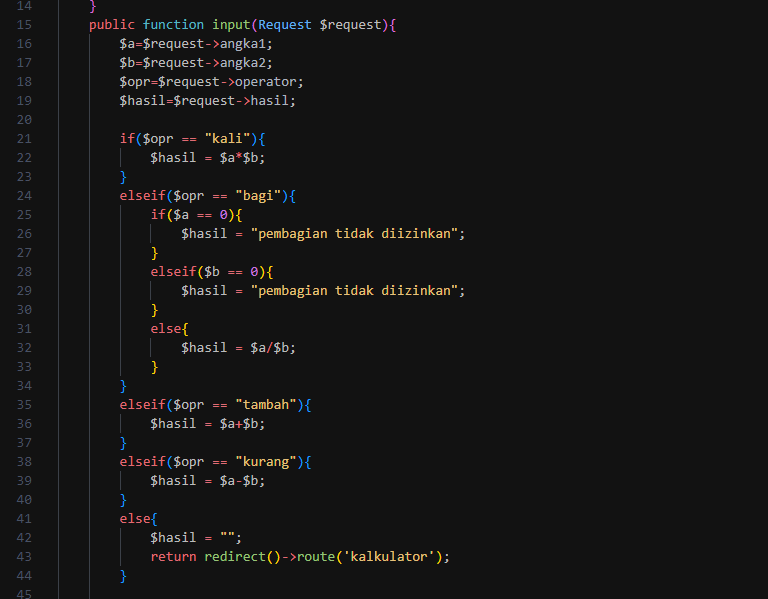 14 }
15 public function input(Request $request){
16 $a=$request->angka1;
17 $b=$request->angka2;
18 $opr=$request->operator;
19 $hasil=$request->hasil;
20
21 if($opr == "kali"){
22 $hasil = $a*$b;
23 }
24 elseif($opr == "bagi"){
25 if($a == 0){
26 $hasil = "pembagian tidak diizinkan";
27 }
28 elseif($b == 0){
29 $hasil = "pembagian tidak diizinkan";
30 }
31 else{
32 $hasil = $a/$b;
33 }
34 }
35 elseif($opr == "tambah"){
36 $hasil = $a+$b;
37 }
38 elseif($opr == "kurang"){
39 $hasil = $a-$b;
40 }
41 else{
42 $hasil = "";
43 return redirect()->route('kalkulator');
44 }
45